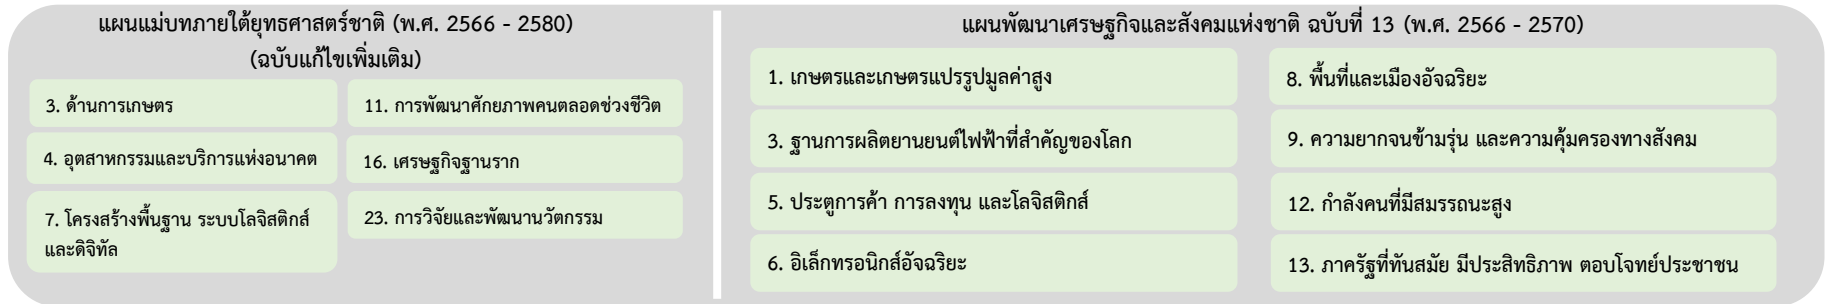 แผนแม่บทภายใต้ยุทธศาสตร์ชาติ (พ.ศ. 2566 - 2580)
(ฉบับแก้ไขเพิ่มเติม)
3. ด้านการเกษตร
11. การพัฒนาศักยภาพคนตลอดช่วงชีวิต
4. อุตสาหกรรมและบริการแห่งอนาคต
16. เศรษฐกิจฐานราก
7. โครงสร้างพื้นฐาน ระบบโลจิสติกส์
และดิจิทัล
23. การวิจัยและพัฒนานวัตกรรม
แผนพัฒนาเศรษฐกิจและสังคมแห่งชาติ ฉบับที่ 13 (พ.ศ. 2566 - 2570)
1. เกษตรและเกษตรแปรรูปมูลค่าสูง
8. พื้นที่และเมืองอัจฉริยะ
3. ฐานการผลิตยานยนต์ไฟฟ้าที่สำคัญของโลก
9. ความยากจนข้ามรุ่น และความคุ้มครองทางสังคม
5. ประตูการค้า การลงทุน และโลจิสติกส์
12. กำลังคนที่มีสมรรถนะสูง
6. อิเล็กทรอนิกส์อัจฉริยะ
13. ภาครัฐที่ทันสมัย มีประสิทธิภาพ ตอบโจทย์ประชาชน